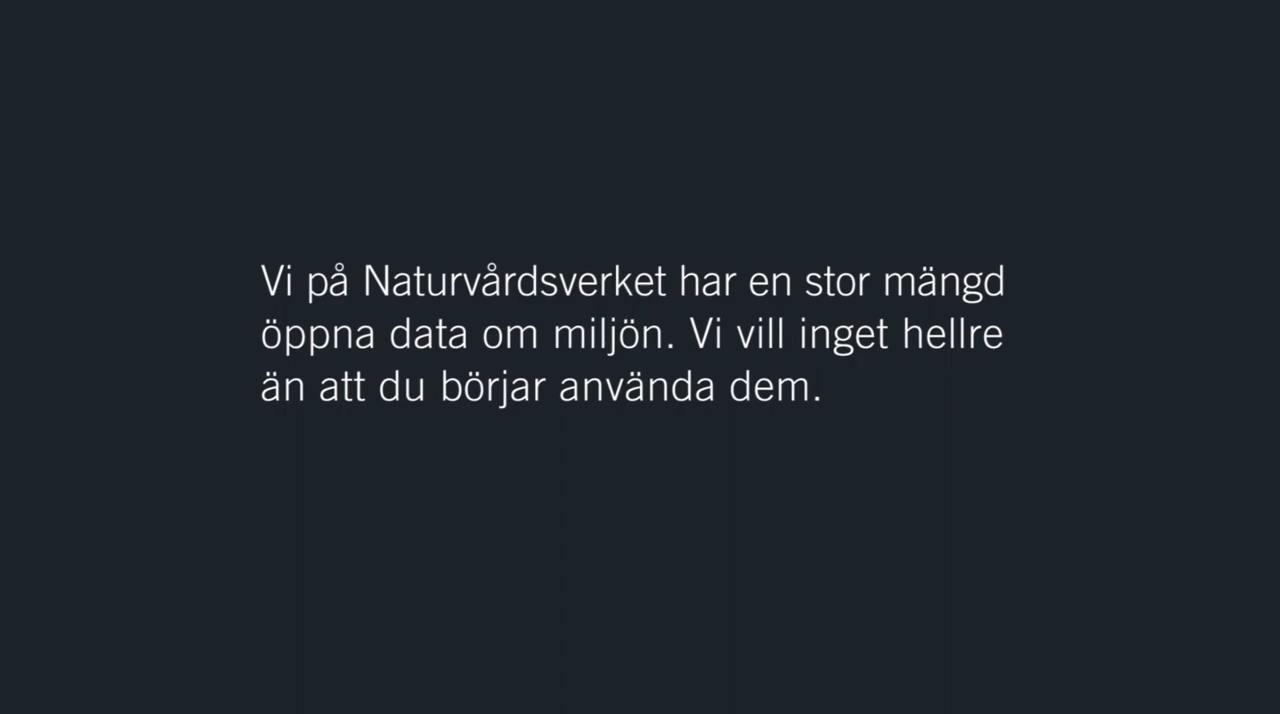 Vi på Naturvårdsverket har en stor mängd
öppna data om miljön. Vi vill inget hellre
än att du börjar använda dem.